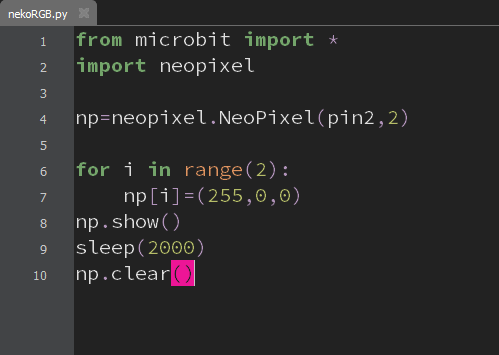 nekoRGB.py
1 from microbit import *
2 import neopixel
3
4 np=neopixel.NeoPixel(pin2,2)
5
6 for i in range(2):
7     np[i]=(255,0,0)
8 np.show()
9 sleep(2000)
10 np.clear()